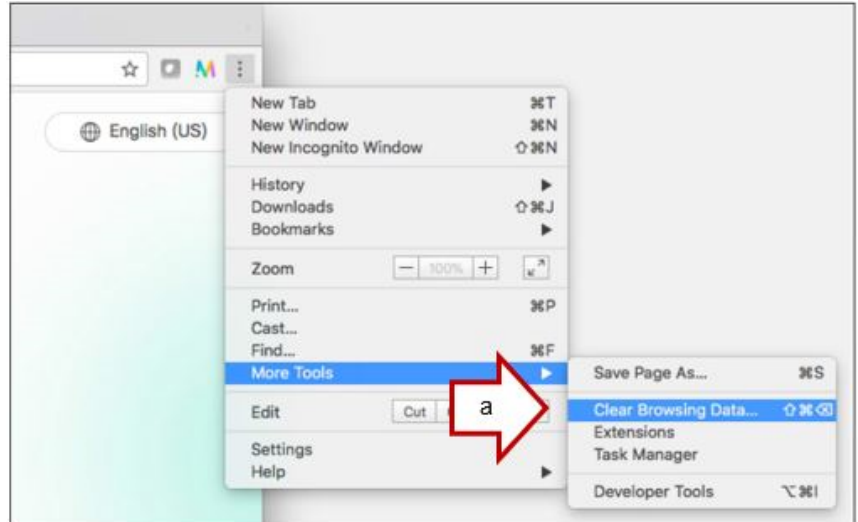 English (US)
New Tab ⌘T
New Window ⌘N
New Incognito Window ⇧⌘N
History ▶
Downloads ⇧⌘J
Bookmarks ▶
Zoom − 100% +
Print... ⌘P
Cast...
Find... ⌘F
More Tools ▶
Edit Cut
Settings
Help ▶
a
Save Page As... ⌘S
Clear Browsing Data... ⇧⌘⌫
Extensions
Task Manager
Developer Tools ⌥⌘I